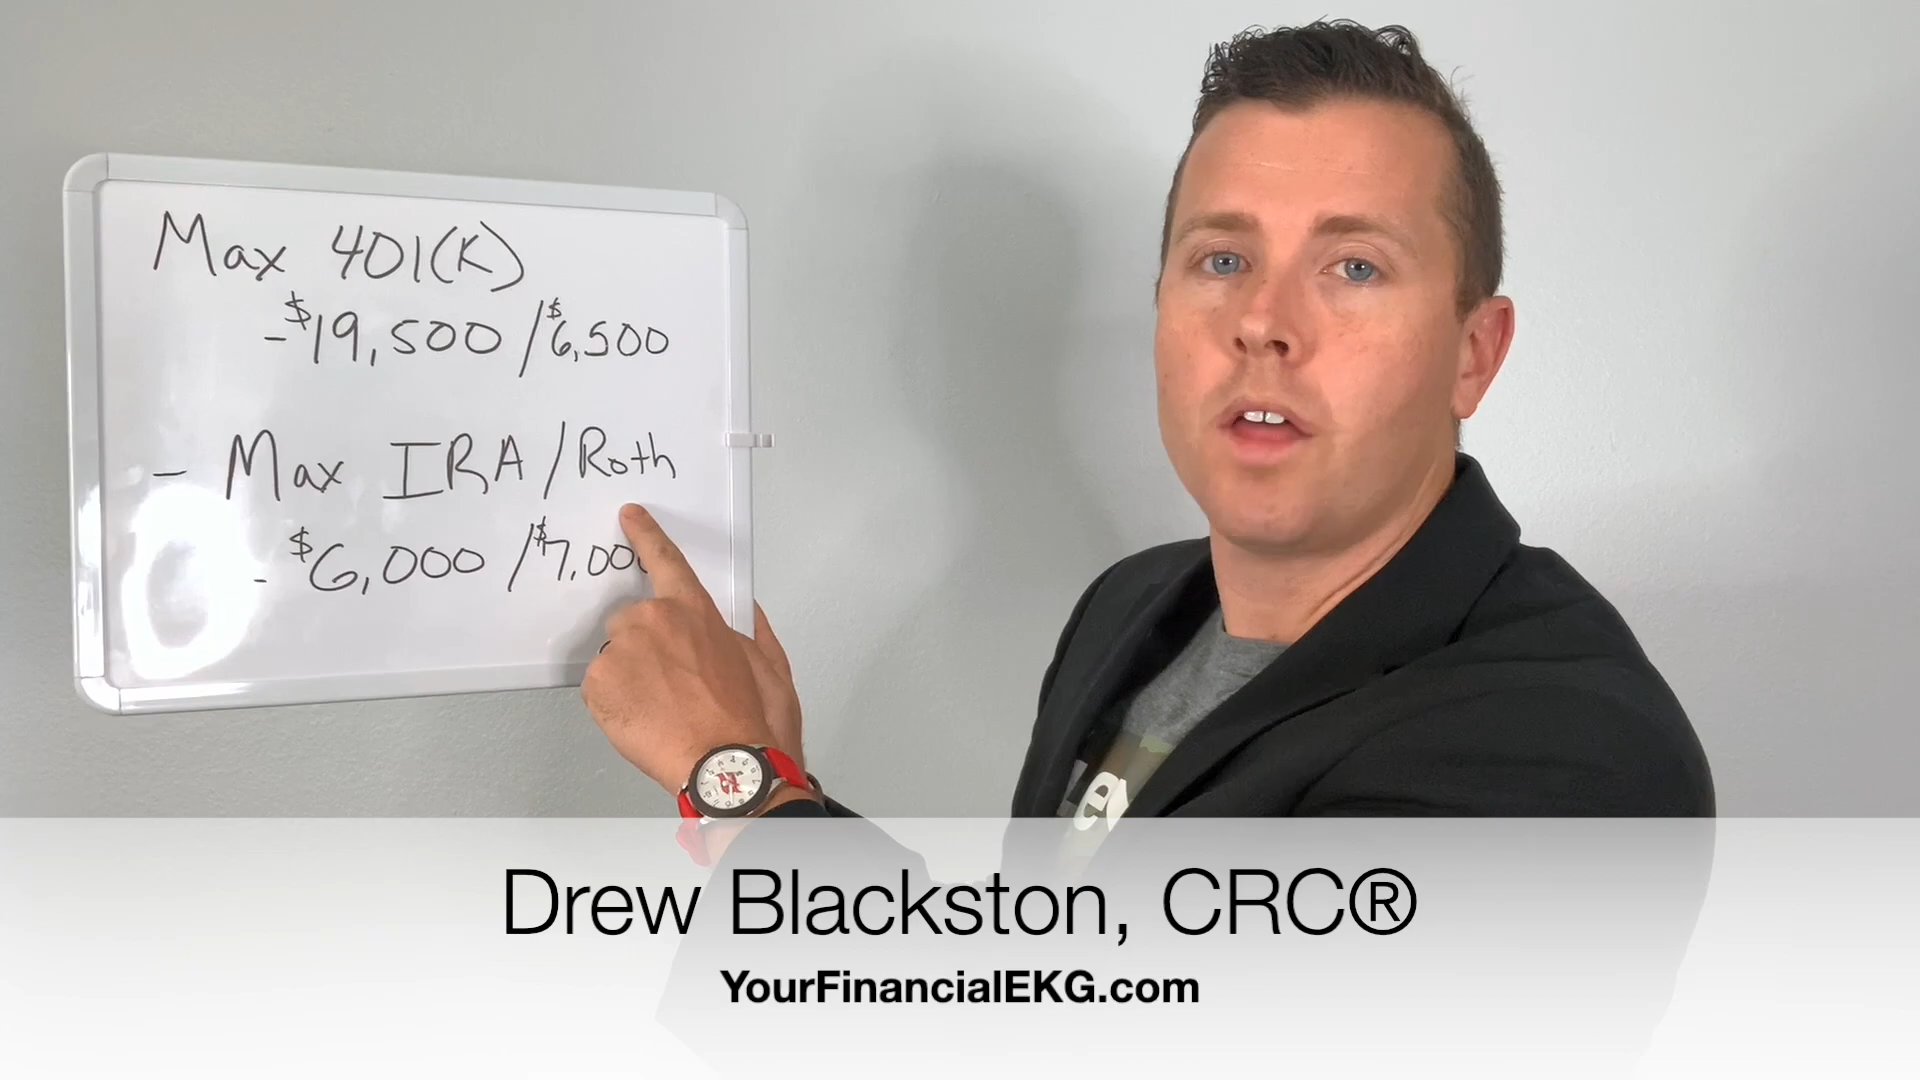 Max 401(K)
- $19,500 / $6,500
- Max IRA / Roth
- $6,000 / $7,00
Drew Blackston, CRC®
YourFinancialEKG.com